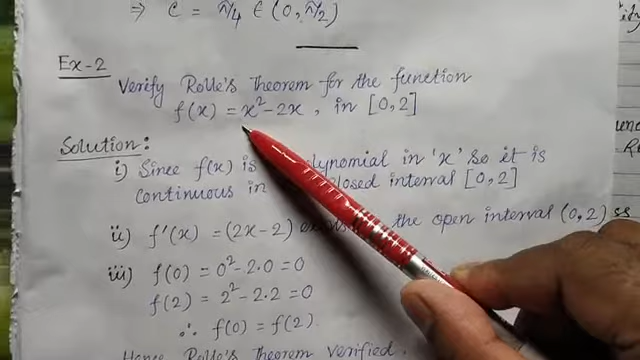 ⇒ C = π/4 ∈ (0, π/2)
Ex-2
Verify Rolle's Theorem for the function
f(x) = x² - 2x, in [0,2]
Solution:
i) Since f(x) is polynomial in 'x' so it is
continuous in closed interval [0,2]
ii) f'(x) = (2x-2) the open interval (0,2)
iii) f(0) = 0² - 2·0 = 0
f(2) = 2² - 2·2 = 0
∴ f(0) = f(2).
Hence Rolle's Theorem verified.